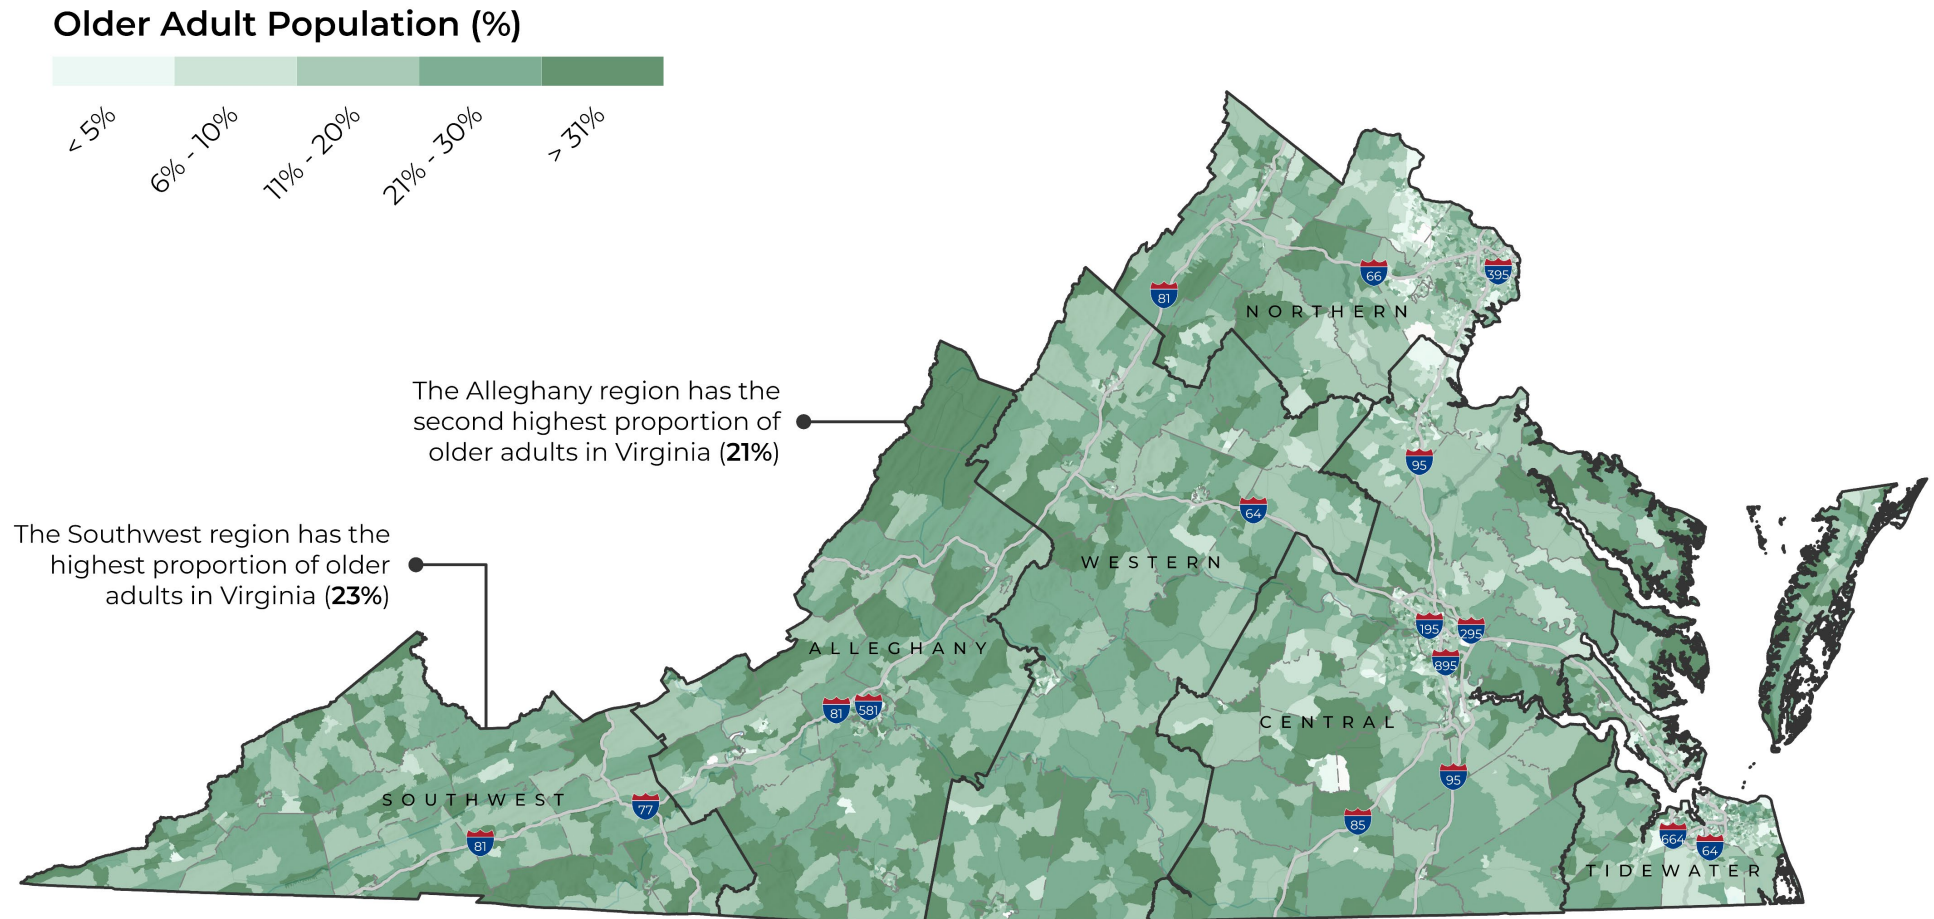 Older Adult Population (%)
< 5%
6% - 10%
11% - 20%
21% - 30%
> 31%
The Alleghany region has the
second highest proportion of
older adults in Virginia (21%)
The Southwest region has the
highest proportion of older
adults in Virginia (23%)
66
395
81
NORTHERN
95
64
WESTERN
195
295
895
ALLEGHANY
81
581
CENTRAL
95
SOUTHWEST
77
85
81
664
64
TIDEWATER